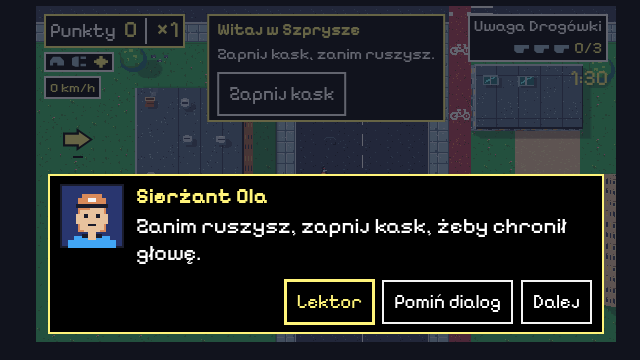 Punkty 0 | ×1
Witaj w Szprysze
Zapnij kask, zanim ruszysz.
Zapnij kask
Uwaga Drogówki
0/3
0 km/h
1:30
Sierżant Ola
Zanim ruszysz, zapnij kask, żeby chronił
głowę.
Lektor
Pomiń dialog
Dalej